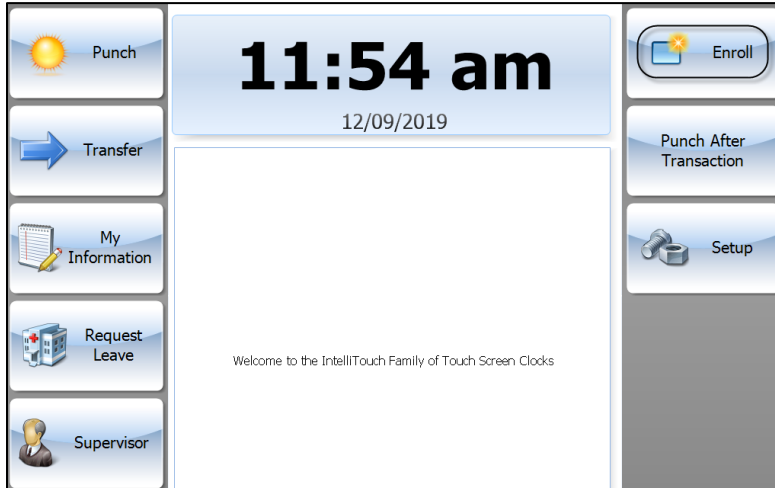 Punch
Transfer
My
Information
Request
Leave
Supervisor
11:54 am
12/09/2019
Welcome to the IntelliTouch Family of Touch Screen Clocks
Enroll
Punch After
Transaction
Setup